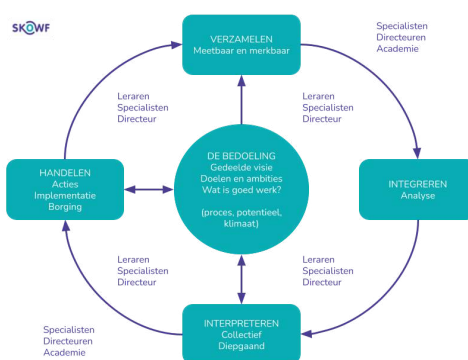 SKOWF
VERZAMELEN
Meetbaar en merkbaar
Specialisten
Directeuren
Academie
Leraren
Specialisten
Directeur
Leraren
Specialisten
Directeur
DE BEDOELING
Gedeelde visie
Doelen en ambities
Wat is goed werk?
(proces, potentieel,
klimaat)
HANDELEN
Acties
Implementatie
Borging
INTEGREREN
Analyse
Leraren
Specialisten
Directeur
Leraren
Specialisten
Directeur
INTERPRETEREN
Collectief
Diepgaand
Specialisten
Directeuren
Academie